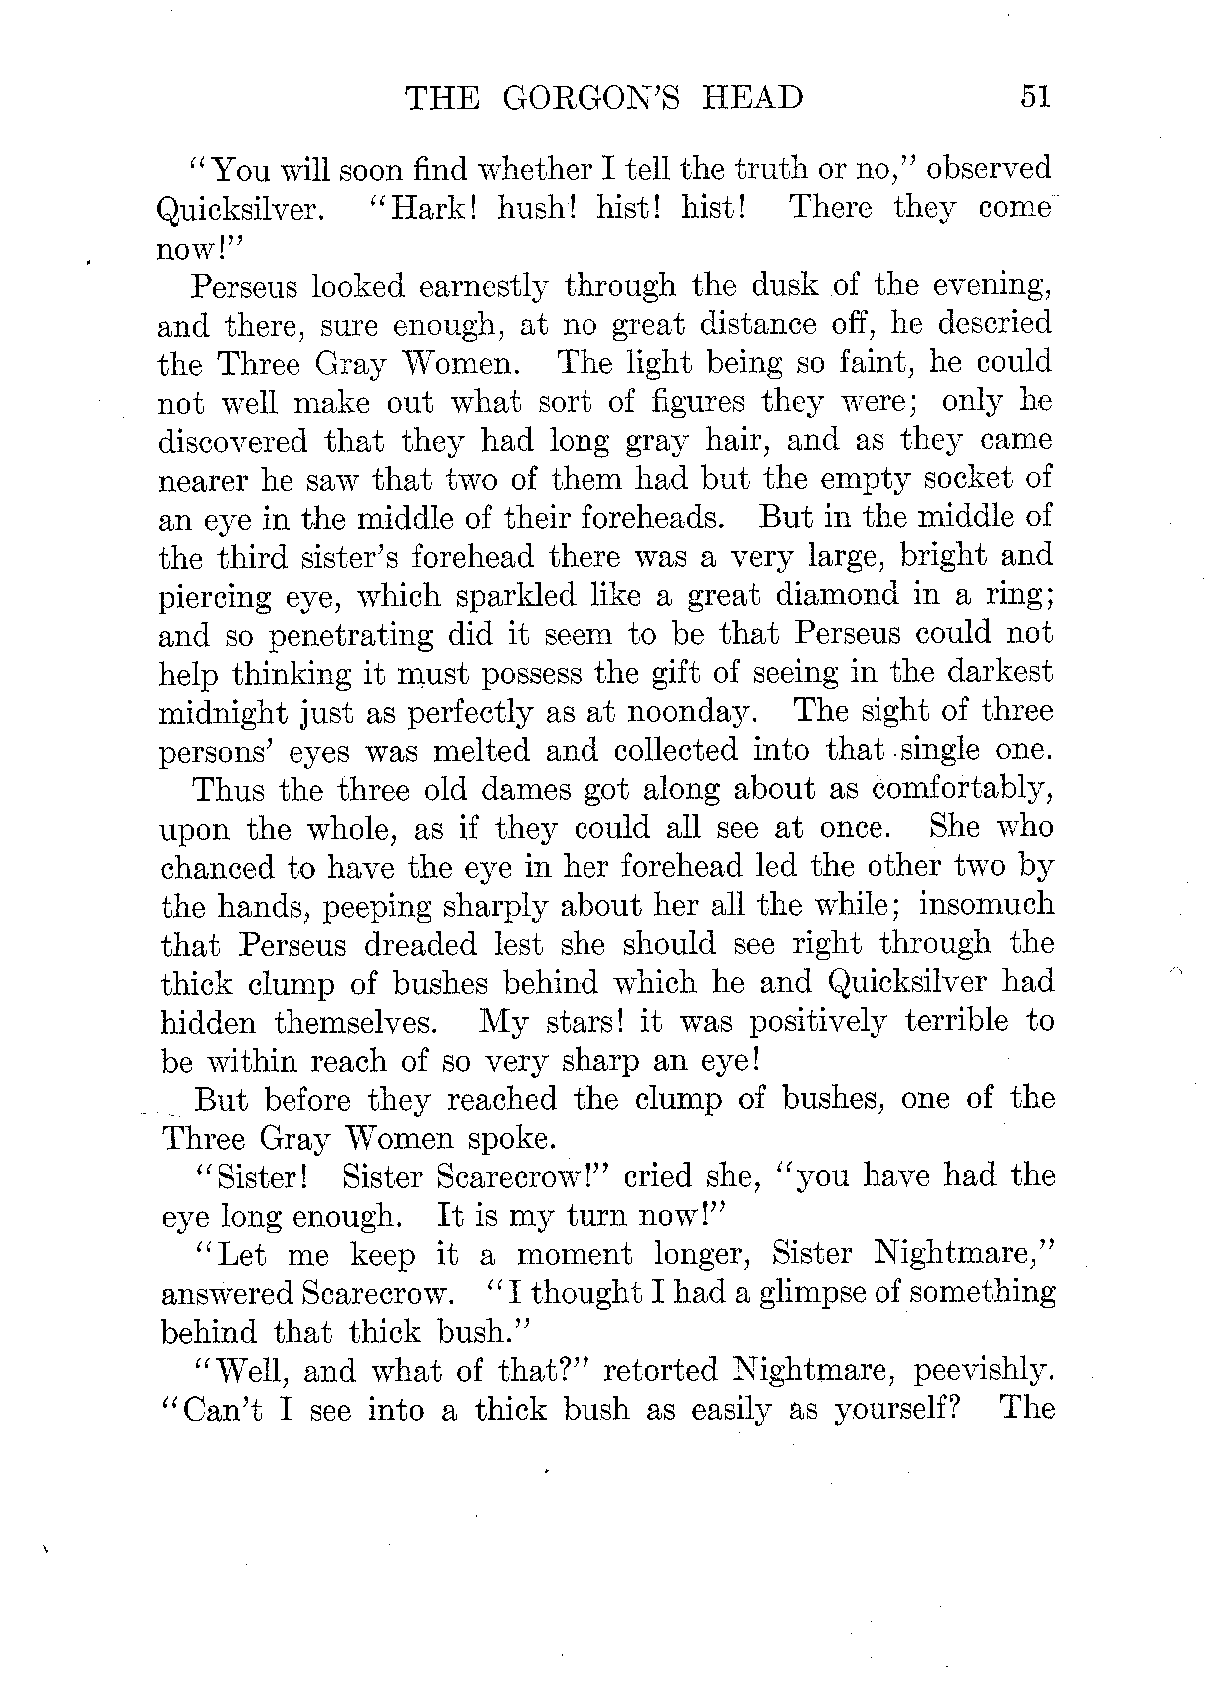 THE GORGON'S HEAD 51
"You will soon find whether I tell the truth or no," observed
Quicksilver. "Hark! hush! hist! hist! There they come
now!"
Perseus looked earnestly through the dusk of the evening,
and there, sure enough, at no great distance off, he descried
the Three Gray Women. The light being so faint, he could
not well make out what sort of figures they were; only he
discovered that they had long gray hair, and as they came
nearer he saw that two of them had but the empty socket of
an eye in the middle of their foreheads. But in the middle of
the third sister's forehead there was a very large, bright and
piercing eye, which sparkled like a great diamond in a ring;
and so penetrating did it seem to be that Perseus could not
help thinking it must possess the gift of seeing in the darkest
midnight just as perfectly as at noonday. The sight of three
persons' eyes was melted and collected into that single one.
Thus the three old dames got along about as comfortably,
upon the whole, as if they could all see at once. She who
chanced to have the eye in her forehead led the other two by
the hands, peeping sharply about her all the while; insomuch
that Perseus dreaded lest she should see right through the
thick clump of bushes behind which he and Quicksilver had
hidden themselves. My stars! it was positively terrible to
be within reach of so very sharp an eye!
But before they reached the clump of bushes, one of the
Three Gray Women spoke.
"Sister! Sister Scarecrow!" cried she, "you have had the
eye long enough. It is my turn now!"
"Let me keep it a moment longer, Sister Nightmare,"
answered Scarecrow. "I thought I had a glimpse of something
behind that thick bush."
"Well, and what of that?" retorted Nightmare, peevishly.
"Can't I see into a thick bush as easily as yourself? The